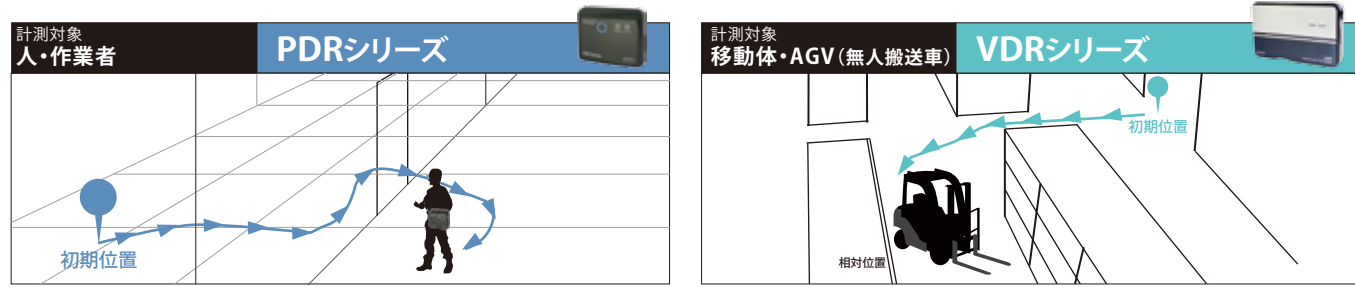 計測対象
人・作業者
PDRシリーズ
初期位置
計測対象
移動体・AGV(無人搬送車)
VDRシリーズ
初期位置
相対位置